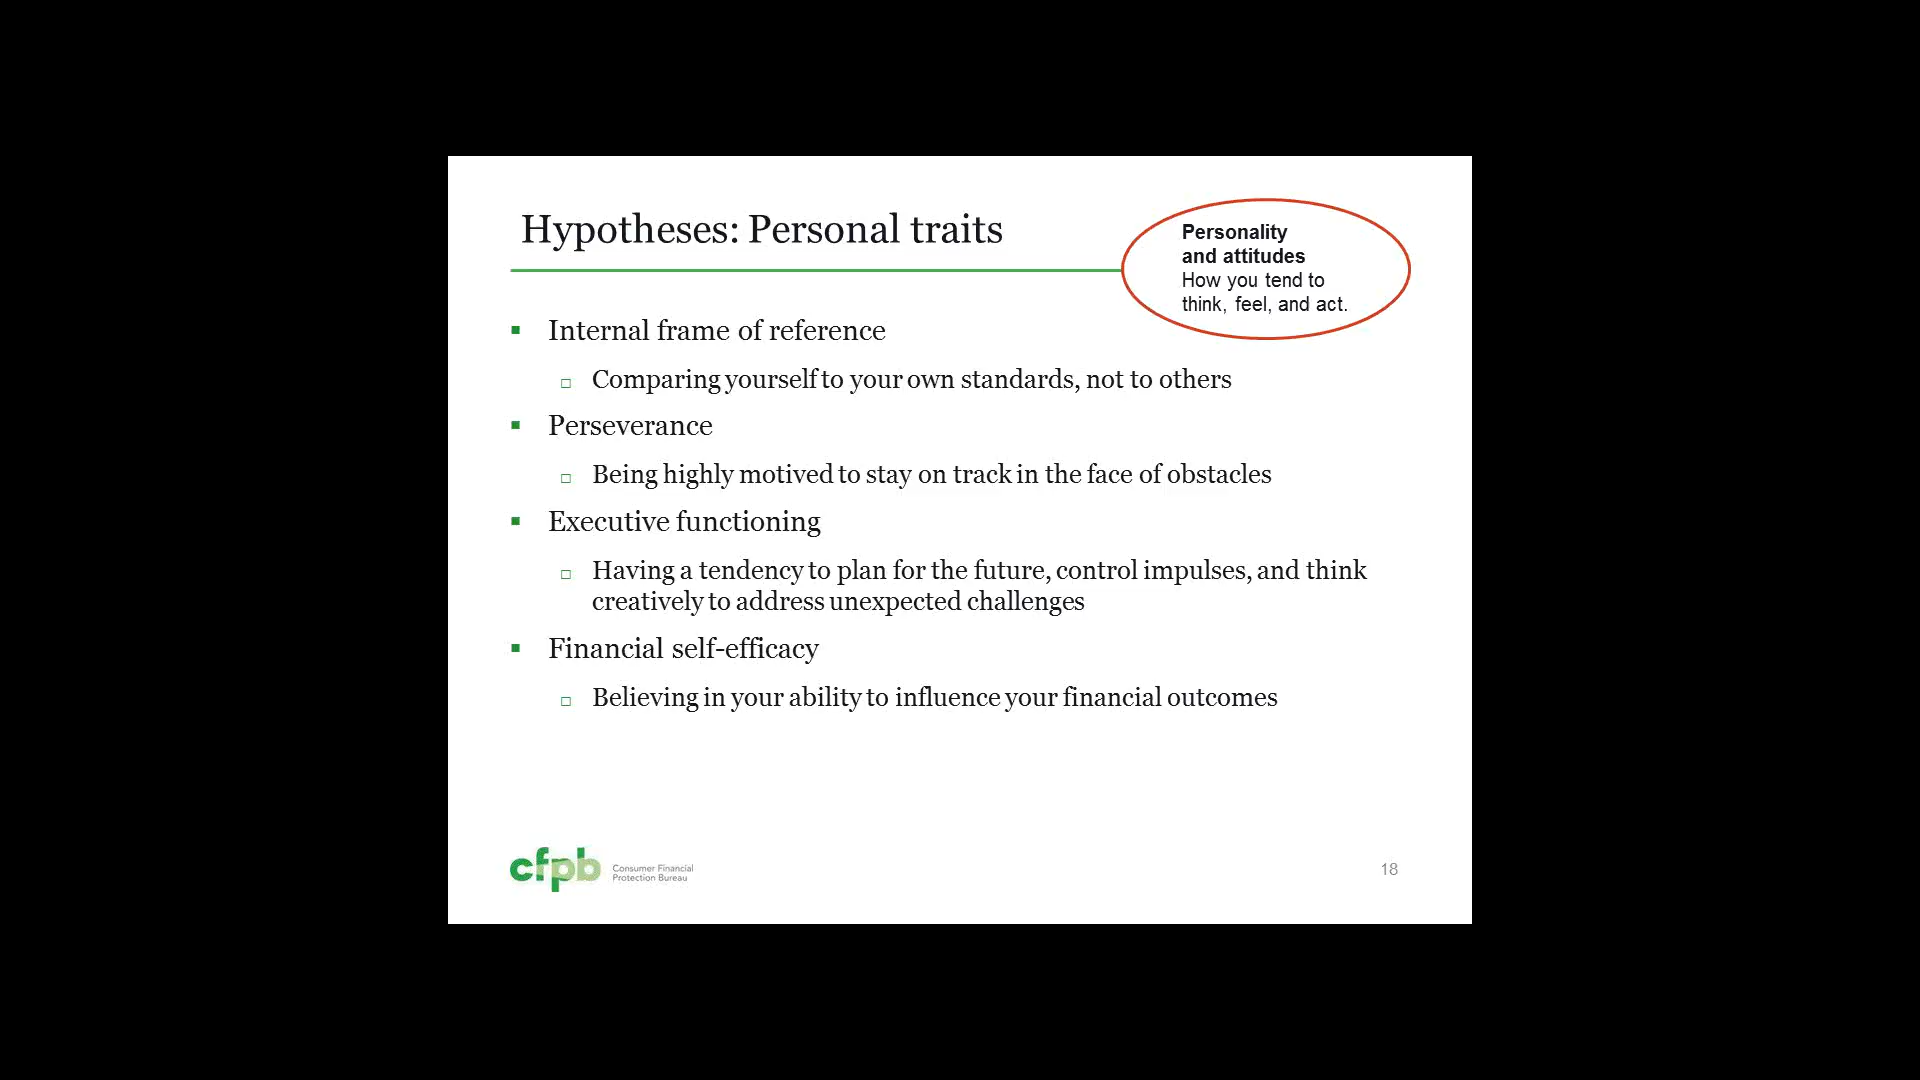 Hypotheses: Personal traits
Personality
and attitudes
How you tend to
think, feel, and act.
Internal frame of reference
Comparing yourself to your own standards, not to others
Perseverance
Being highly motived to stay on track in the face of obstacles
Executive functioning
Having a tendency to plan for the future, control impulses, and think
creatively to address unexpected challenges
Financial self-efficacy
Believing in your ability to influence your financial outcomes
cfpb
Consumer Financial
Protection Bureau
18